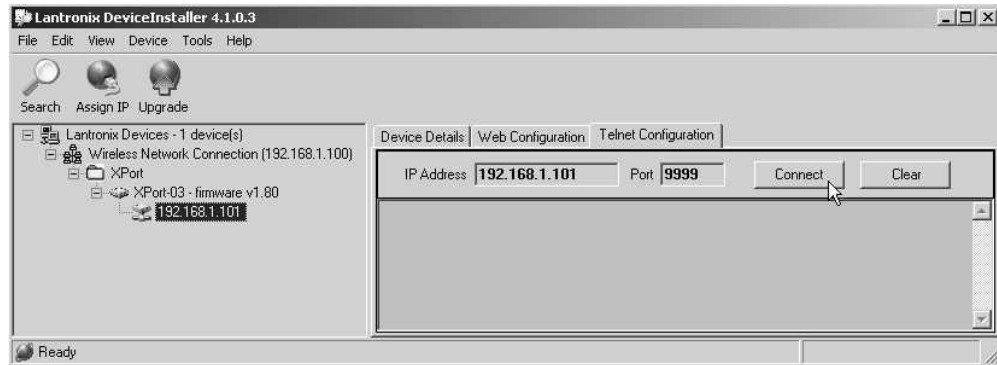 Lantronix DeviceInstaller 4.1.0.3
File Edit View Device Tools Help
Search Assign IP Upgrade
Lantronix Devices - 1 device(s)
Wireless Network Connection (192.168.1.100)
XPort
XPort-03 - firmware v1.80
192.168.1.101
Device Details Web Configuration Telnet Configuration
IP Address 192.168.1.101 Port 9999 Connect Clear
Ready